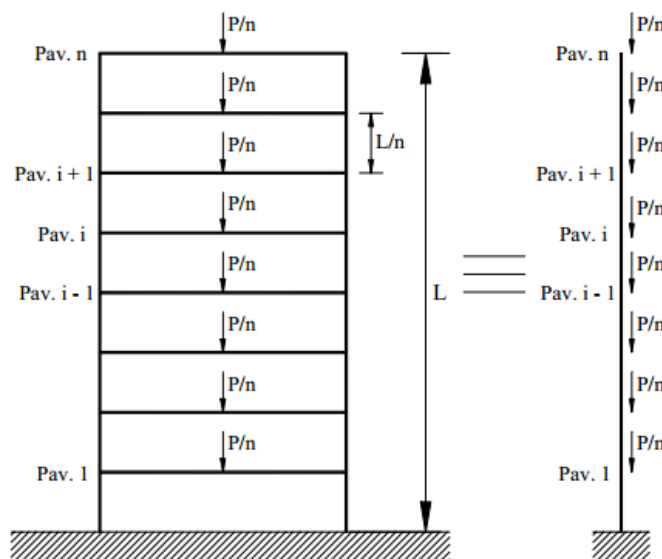 P/n
P/n
Pav. n
Pav. n
P/n
P/n
L/n
P/n
P/n
Pav. i + 1
Pav. i + 1
P/n
P/n
Pav. i
Pav. i
P/n
P/n
Pav. i - 1
L
Pav. i - 1
P/n
P/n
P/n
P/n
P/n
P/n
Pav. 1
Pav. 1